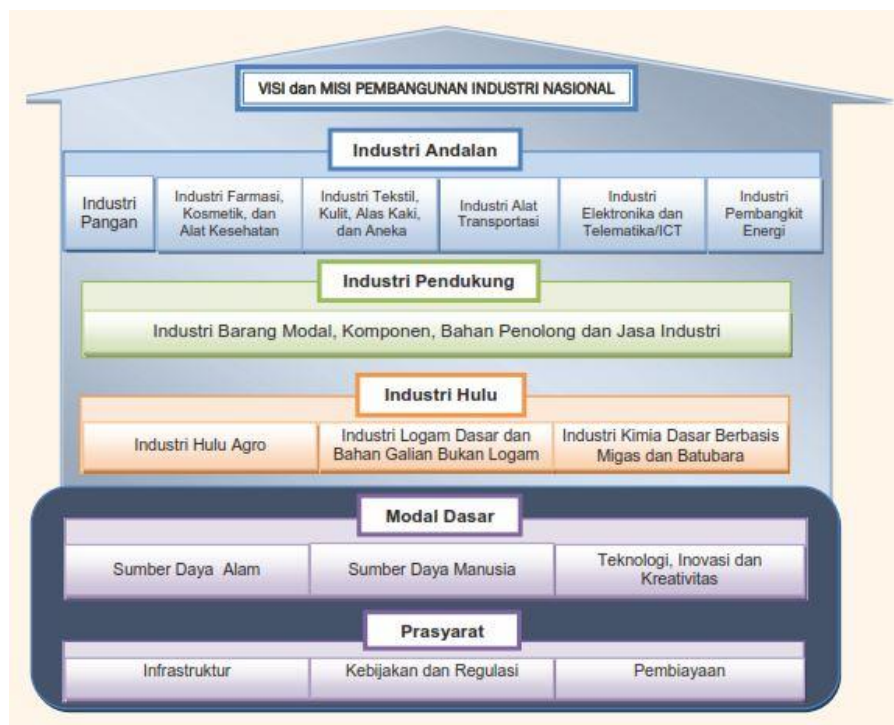 VISI dan MISI PEMBANGUNAN INDUSTRI NASIONAL
Industri Andalan
Industri
Pangan
Industri Farmasi,
Kosmetik, dan
Alat Kesehatan
Industri Tekstil,
Kulit, Alas Kaki,
dan Aneka
Industri Alat
Transportasi
Industri
Elektronika dan
Telematika/ICT
Industri
Pembangkit
Energi
Industri Pendukung
Industri Barang Modal, Komponen, Bahan Penolong dan Jasa Industri
Industri Hulu
Industri Hulu Agro
Industri Logam Dasar dan
Bahan Galian Bukan Logam
Industri Kimia Dasar Berbasis
Migas dan Batubara
Modal Dasar
Sumber Daya Alam
Sumber Daya Manusia
Teknologi, Inovasi dan
Kreativitas
Prasyarat
Infrastruktur
Kebijakan dan Regulasi
Pembiayaan